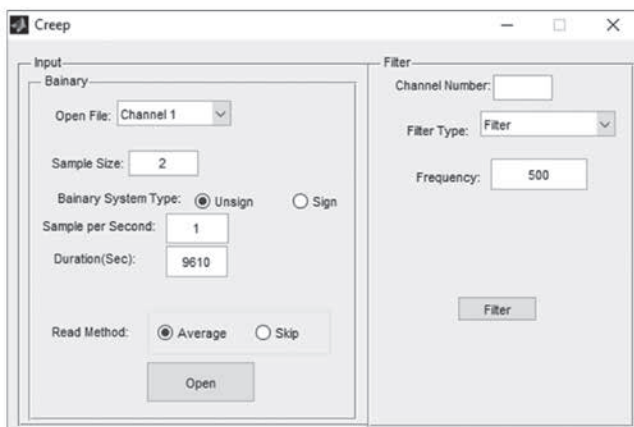 Creep
Input
Bainary
Open File: Channel 1
Sample Size: 2
Bainary System Type: Unsign Sign
Sample per Second: 1
Duration(Sec): 9610
Read Method: Average Skip
Open
Filter
Channel Number:
Filter Type: Filter
Frequency: 500
Filter